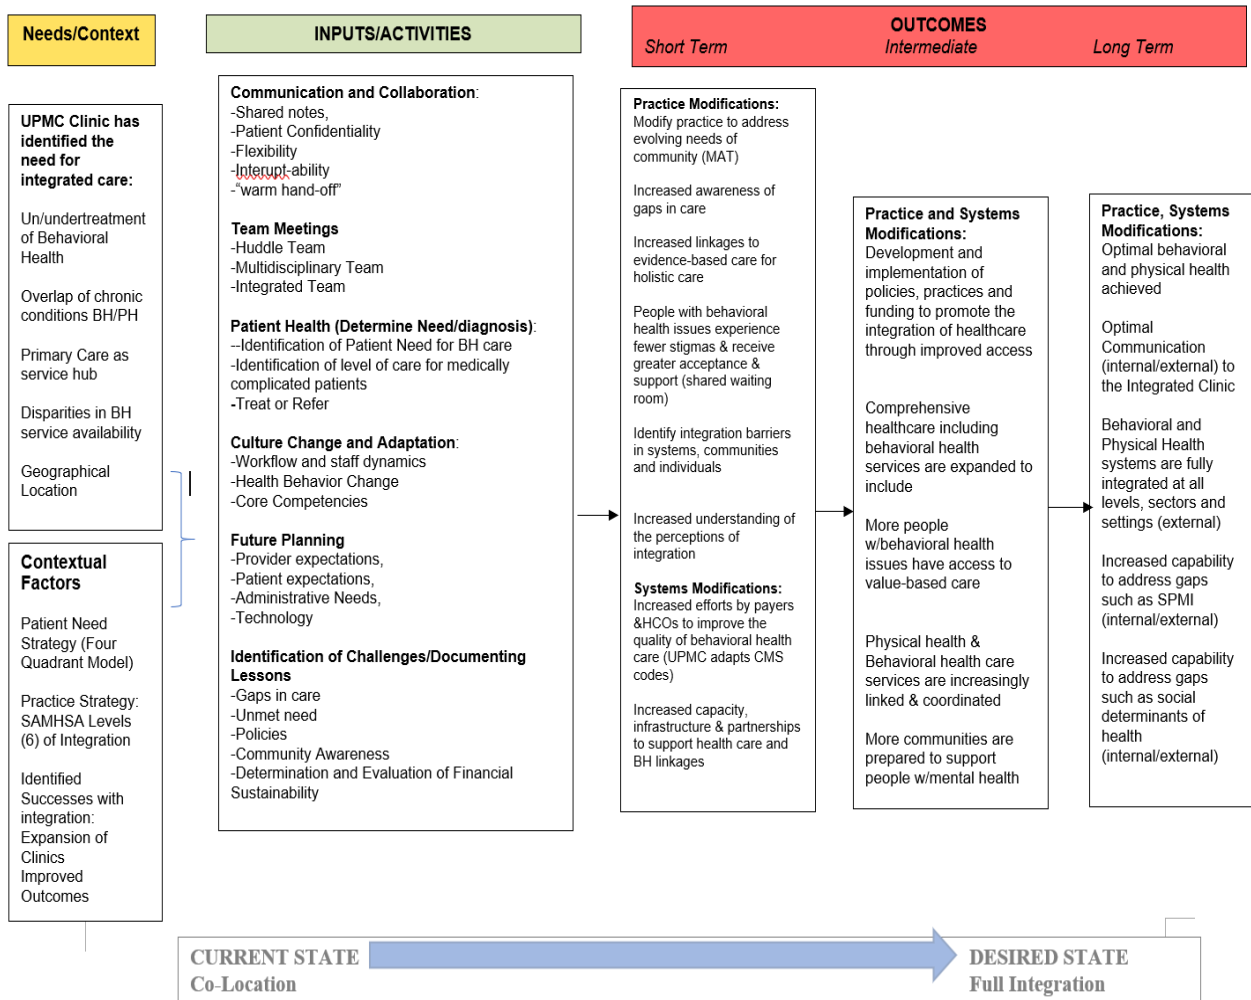 Needs/Context
INPUTS/ACTIVITIES
OUTCOMES
Short Term
Intermediate
Long Term
UPMC Clinic has
identified the
need for
integrated care:
Un/undertreatment
of Behavioral
Health
Overlap of chronic
conditions BH/PH
Primary Care as
service hub
Disparities in BH
service availability
Geographical
Location
Contextual
Factors
Patient Need
Strategy (Four
Quadrant Model)
Practice Strategy:
SAMHSA Levels
(6) of Integration
Identified
Successes with
integration:
Expansion of
Clinics
Improved
Outcomes
Communication and Collaboration:
-Shared notes,
-Patient Confidentiality
-Flexibility
-Interupt-ability
-“warm hand-off”
Team Meetings
-Huddle Team
-Multidisciplinary Team
-Integrated Team
Patient Health (Determine Need/diagnosis):
--Identification of Patient Need for BH care
-Identification of level of care for medically
complicated patients
-Treat or Refer
Culture Change and Adaptation:
-Workflow and staff dynamics
-Health Behavior Change
-Core Competencies
Future Planning
-Provider expectations,
-Patient expectations,
-Administrative Needs,
-Technology
Identification of Challenges/Documenting
Lessons
-Gaps in care
-Unmet need
-Policies
-Community Awareness
-Determination and Evaluation of Financial
Sustainability
Practice Modifications:
Modify practice to address
evolving needs of
community (MAT)
Increased awareness of
gaps in care
Increased linkages to
evidence-based care for
holistic care
People with behavioral
health issues experience
fewer stigmas & receive
greater acceptance &
support (shared waiting
room)
Identify integration barriers
in systems, communities
and individuals
Increased understanding of
the perceptions of
integration
Systems Modifications:
Increased efforts by payers
&HCOs to improve the
quality of behavioral health
care (UPMC adapts CMS
codes)
Increased capacity,
infrastructure & partnerships
to support health care and
BH linkages
Practice and Systems
Modifications:
Development and
implementation of
policies, practices and
funding to promote the
integration of healthcare
through improved access
Comprehensive
healthcare including
behavioral health
services are expanded to
include
More people
w/behavioral health
issues have access to
value-based care
Physical health &
Behavioral health care
services are increasingly
linked & coordinated
More communities are
prepared to support
people w/mental health
Practice, Systems
Modifications:
Optimal behavioral
and physical health
achieved
Optimal
Communication
(internal/external) to
the Integrated Clinic
Behavioral and
Physical Health
systems are fully
integrated at all
levels, sectors and
settings (external)
Increased capability
to address gaps
such as SPMI
(internal/external)
Increased capability
to address gaps
such as social
determinants of
health
(internal/external)
CURRENT STATE
Co-Location
DESIRED STATE
Full Integration